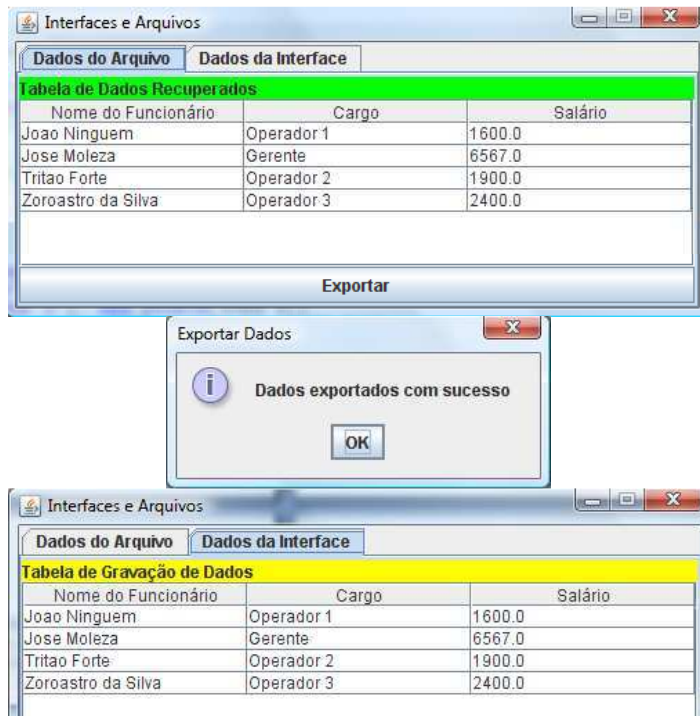 Interfaces e Arquivos
Dados do Arquivo Dados da Interface
Tabela de Dados Recuperados
Nome do Funcionário Cargo Salário
Joao Ninguem Operador 1 1600.0
Jose Moleza Gerente 6567.0
Tritao Forte Operador 2 1900.0
Zoroastro da Silva Operador 3 2400.0
Exportar
Exportar Dados
Dados exportados com sucesso
OK
Interfaces e Arquivos
Dados do Arquivo Dados da Interface
Tabela de Gravação de Dados
Nome do Funcionário Cargo Salário
Joao Ninguem Operador 1 1600.0
Jose Moleza Gerente 6567.0
Tritao Forte Operador 2 1900.0
Zoroastro da Silva Operador 3 2400.0